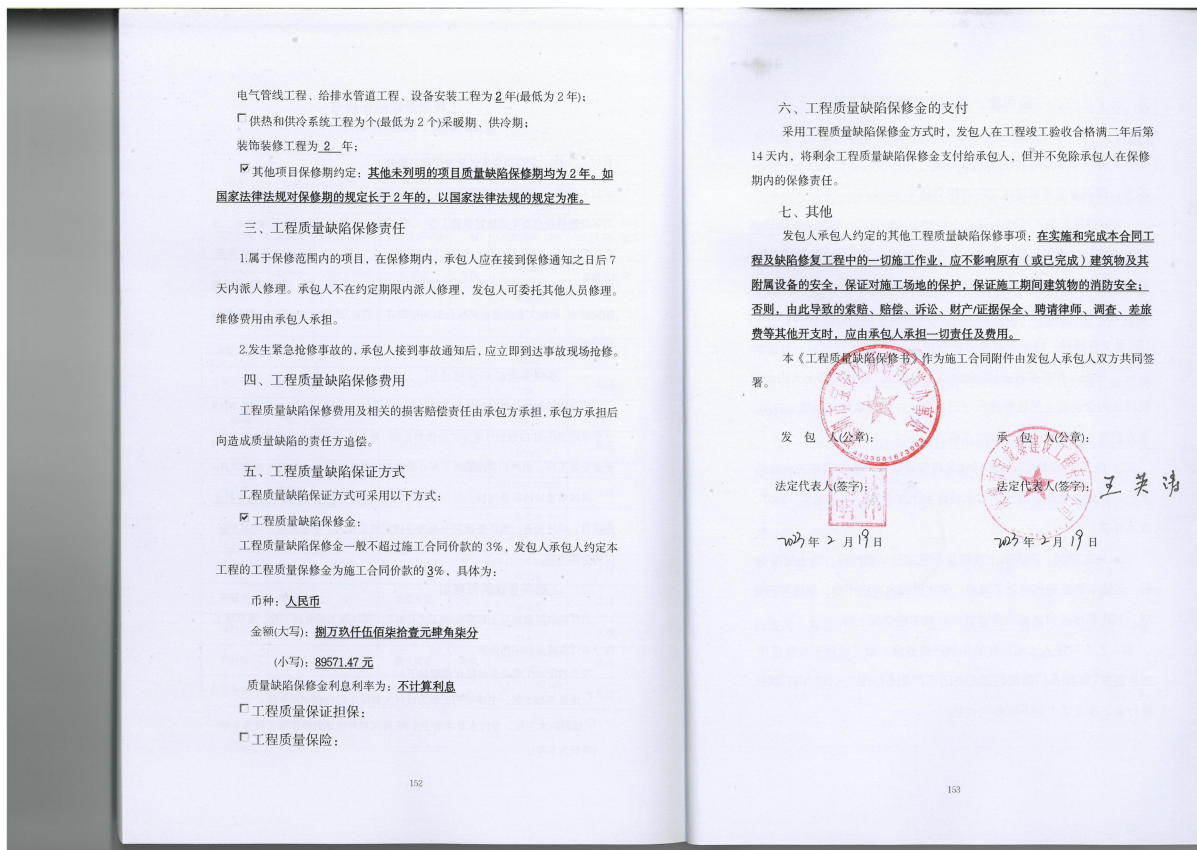 电气管线工程、给排水管道工程、设备安装工程为 2 年(最低为 2 年);
供热和供冷系统工程为个(最低为 2 个)采暖期、供冷期;
装饰装修工程为 2 年;
其他项目保修期约定：其他未列明的项目质量缺陷保修期均为 2 年。如
国家法律法规对保修期的规定长于 2 年的，以国家法律法规的规定为准。
三、工程质量缺陷保修责任
1.属于保修范围内的项目，在保修期内，承包人应在接到保修通知之日后 7
天内派人修理。承包人不在约定期限内派人修理，发包人可委托其他人员修理。
维修费用由承包人承担。
2.发生紧急抢修事故的,承包人接到事故通知后,应立即到达事故现场抢修。
四、工程质量缺陷保修费用
工程质量缺陷保修费用及相关的损害赔偿责任由承包方承担,承包方承担后
向造成质量缺陷的责任方追偿。
五、工程质量缺陷保证方式
工程质量缺陷保证方式可采用以下方式：
工程质量缺陷保修金：
工程质量缺陷保修金一般不超过施工合同价款的 3%，发包人承包人约定本
工程的工程质量保修金为施工合同价款的 3%，具体为：
币种：人民币
金额(大写)：捌万玖仟伍佰柒拾壹元肆角柒分
(小写)：89571.47 元
质量缺陷保修金利息利率为：不计算利息
工程质量保证担保：
工程质量保险：
152
六、工程质量缺陷保修金的支付
采用工程质量缺陷保修金方式时，发包人在工程竣工验收合格满二年后第
14 天内，将剩余工程质量缺陷保修金支付给承包人，但并不免除承包人在保修
期内的保修责任。
七、其他
发包人承包人约定的其他工程质量缺陷保修事项：在实施和完成本合同工
程及缺陷修复工程中的一切施工作业，应不影响原有（或已完成）建筑物及其
附属设备的安全，保证对施工场地的保护，保证施工期间建筑物的消防安全；
否则，由此导致的索赔、赔偿、诉讼、财产/证据保全、聘请律师、调查、差旅
费等其他开支时，应由承包人承担一切责任及费用。
本《工程质量缺陷保修书》作为施工合同附件由发包人承包人双方共同签
署。
发 包 人(公章)： 承 包 人(公章)：
法定代表人(签字)： 法定代表人(签字)：王英涛
2023 年 2 月 19 日 2023 年 2 月 19 日
153